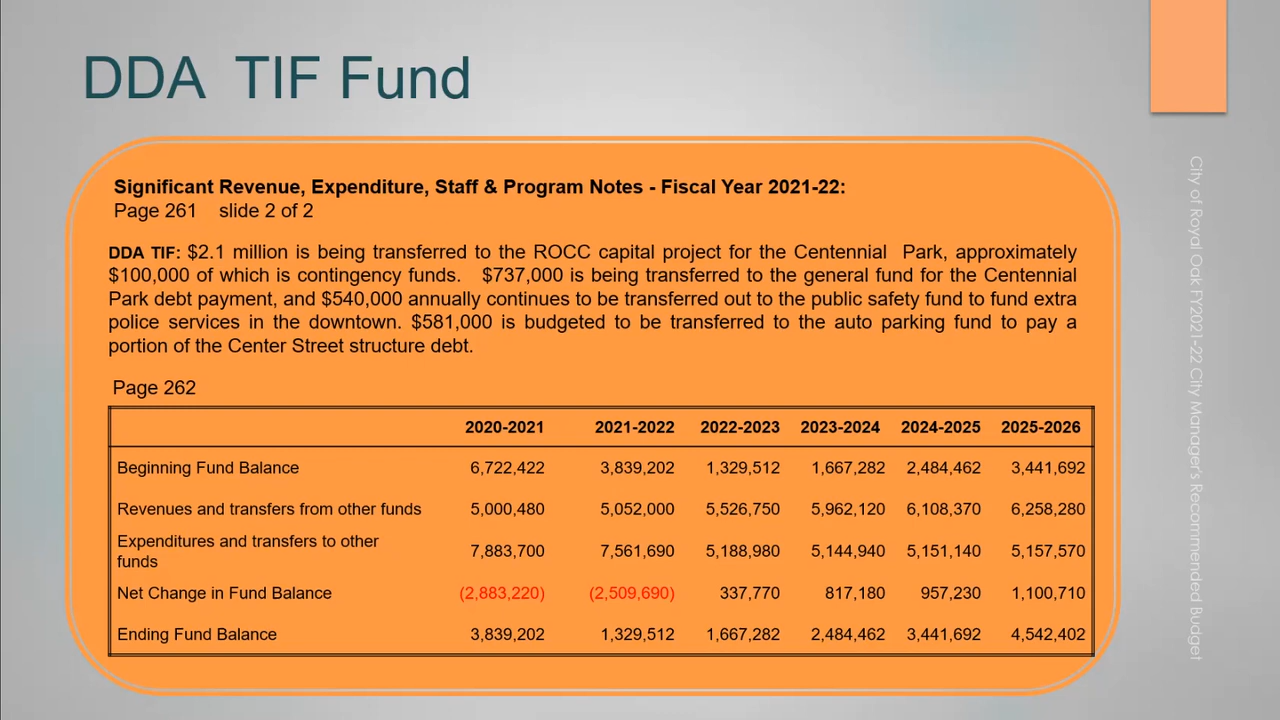 DDA TIF Fund
Significant Revenue, Expenditure, Staff & Program Notes - Fiscal Year 2021-22:
Page 261 slide 2 of 2
DDA TIF: $2.1 million is being transferred to the ROCC capital project for the Centennial Park, approximately
$100,000 of which is contingency funds. $737,000 is being transferred to the general fund for the Centennial
Park debt payment, and $540,000 annually continues to be transferred out to the public safety fund to fund extra
police services in the downtown. $581,000 is budgeted to be transferred to the auto parking fund to pay a
portion of the Center Street structure debt.
Page 262
2020-2021 2021-2022 2022-2023 2023-2024 2024-2025 2025-2026
Beginning Fund Balance 6,722,422 3,839,202 1,329,512 1,667,282 2,484,462 3,441,692
Revenues and transfers from other funds 5,000,480 5,052,000 5,526,750 5,962,120 6,108,370 6,258,280
Expenditures and transfers to other
funds 7,883,700 7,561,690 5,188,980 5,144,940 5,151,140 5,157,570
Net Change in Fund Balance (2,883,220) (2,509,690) 337,770 817,180 957,230 1,100,710
Ending Fund Balance 3,839,202 1,329,512 1,667,282 2,484,462 3,441,692 4,542,402
City of Royal Oak FY2021-22 City Manager's Recommended Budget